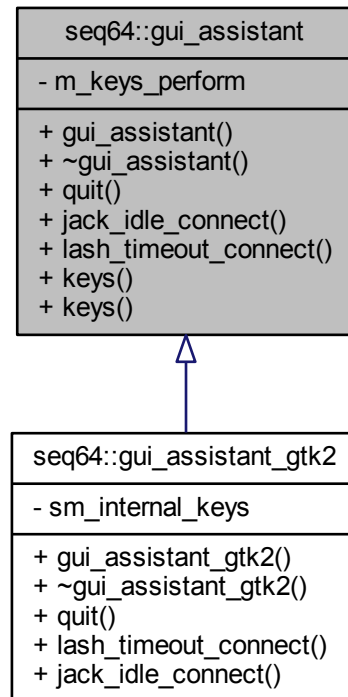 seq64::gui_assistant
- m_keys_perform
+ gui_assistant()
+ ~gui_assistant()
+ quit()
+ jack_idle_connect()
+ lash_timeout_connect()
+ keys()
+ keys()
seq64::gui_assistant_gtk2
- sm_internal_keys
+ gui_assistant_gtk2()
+ ~gui_assistant_gtk2()
+ quit()
+ lash_timeout_connect()
+ jack_idle_connect()